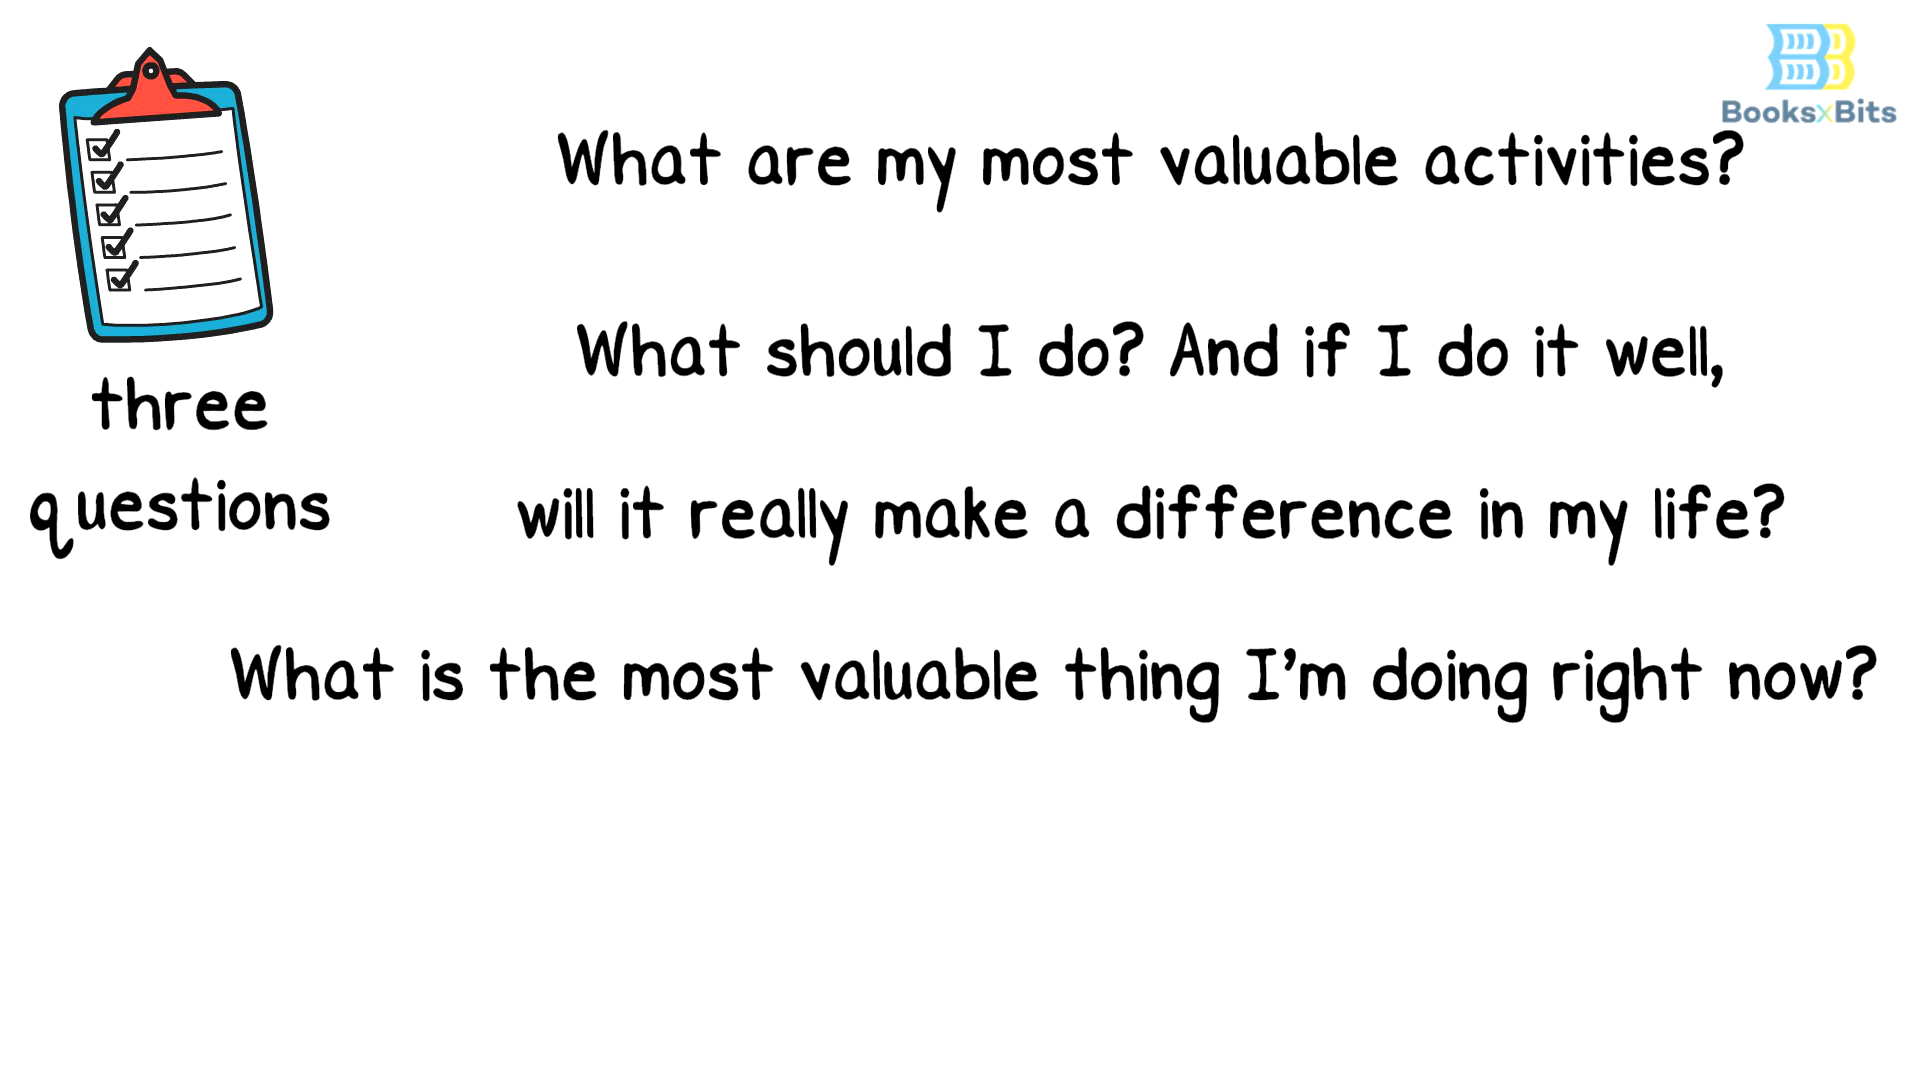 BooksxBits
What are my most valuable activities?
What should I do? And if I do it well,
three
questions
will it really make a difference in my life?
What is the most valuable thing I'm doing right now?